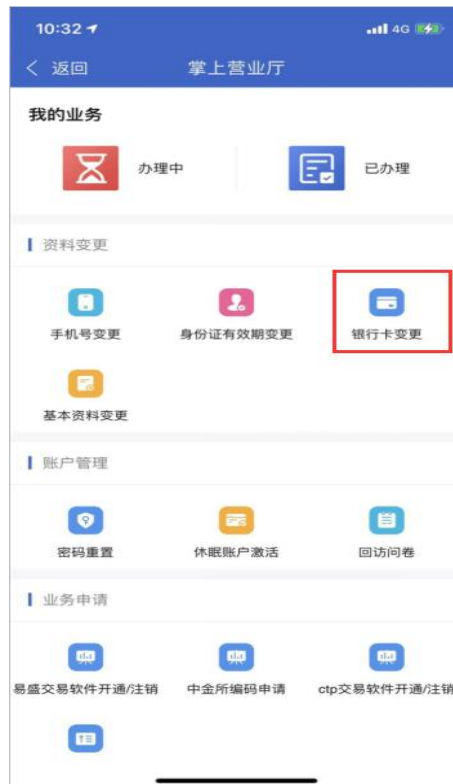 10:32 4G
返回 掌上营业厅
我的业务
办理中 已办理
资料变更
手机号变更 身份证有效期变更 银行卡变更
基本资料变更
账户管理
密码重置 休眠账户激活 回访问卷
业务申请
易盛交易软件开通/注销 中金所编码申请 ctp交易软件开通/注销